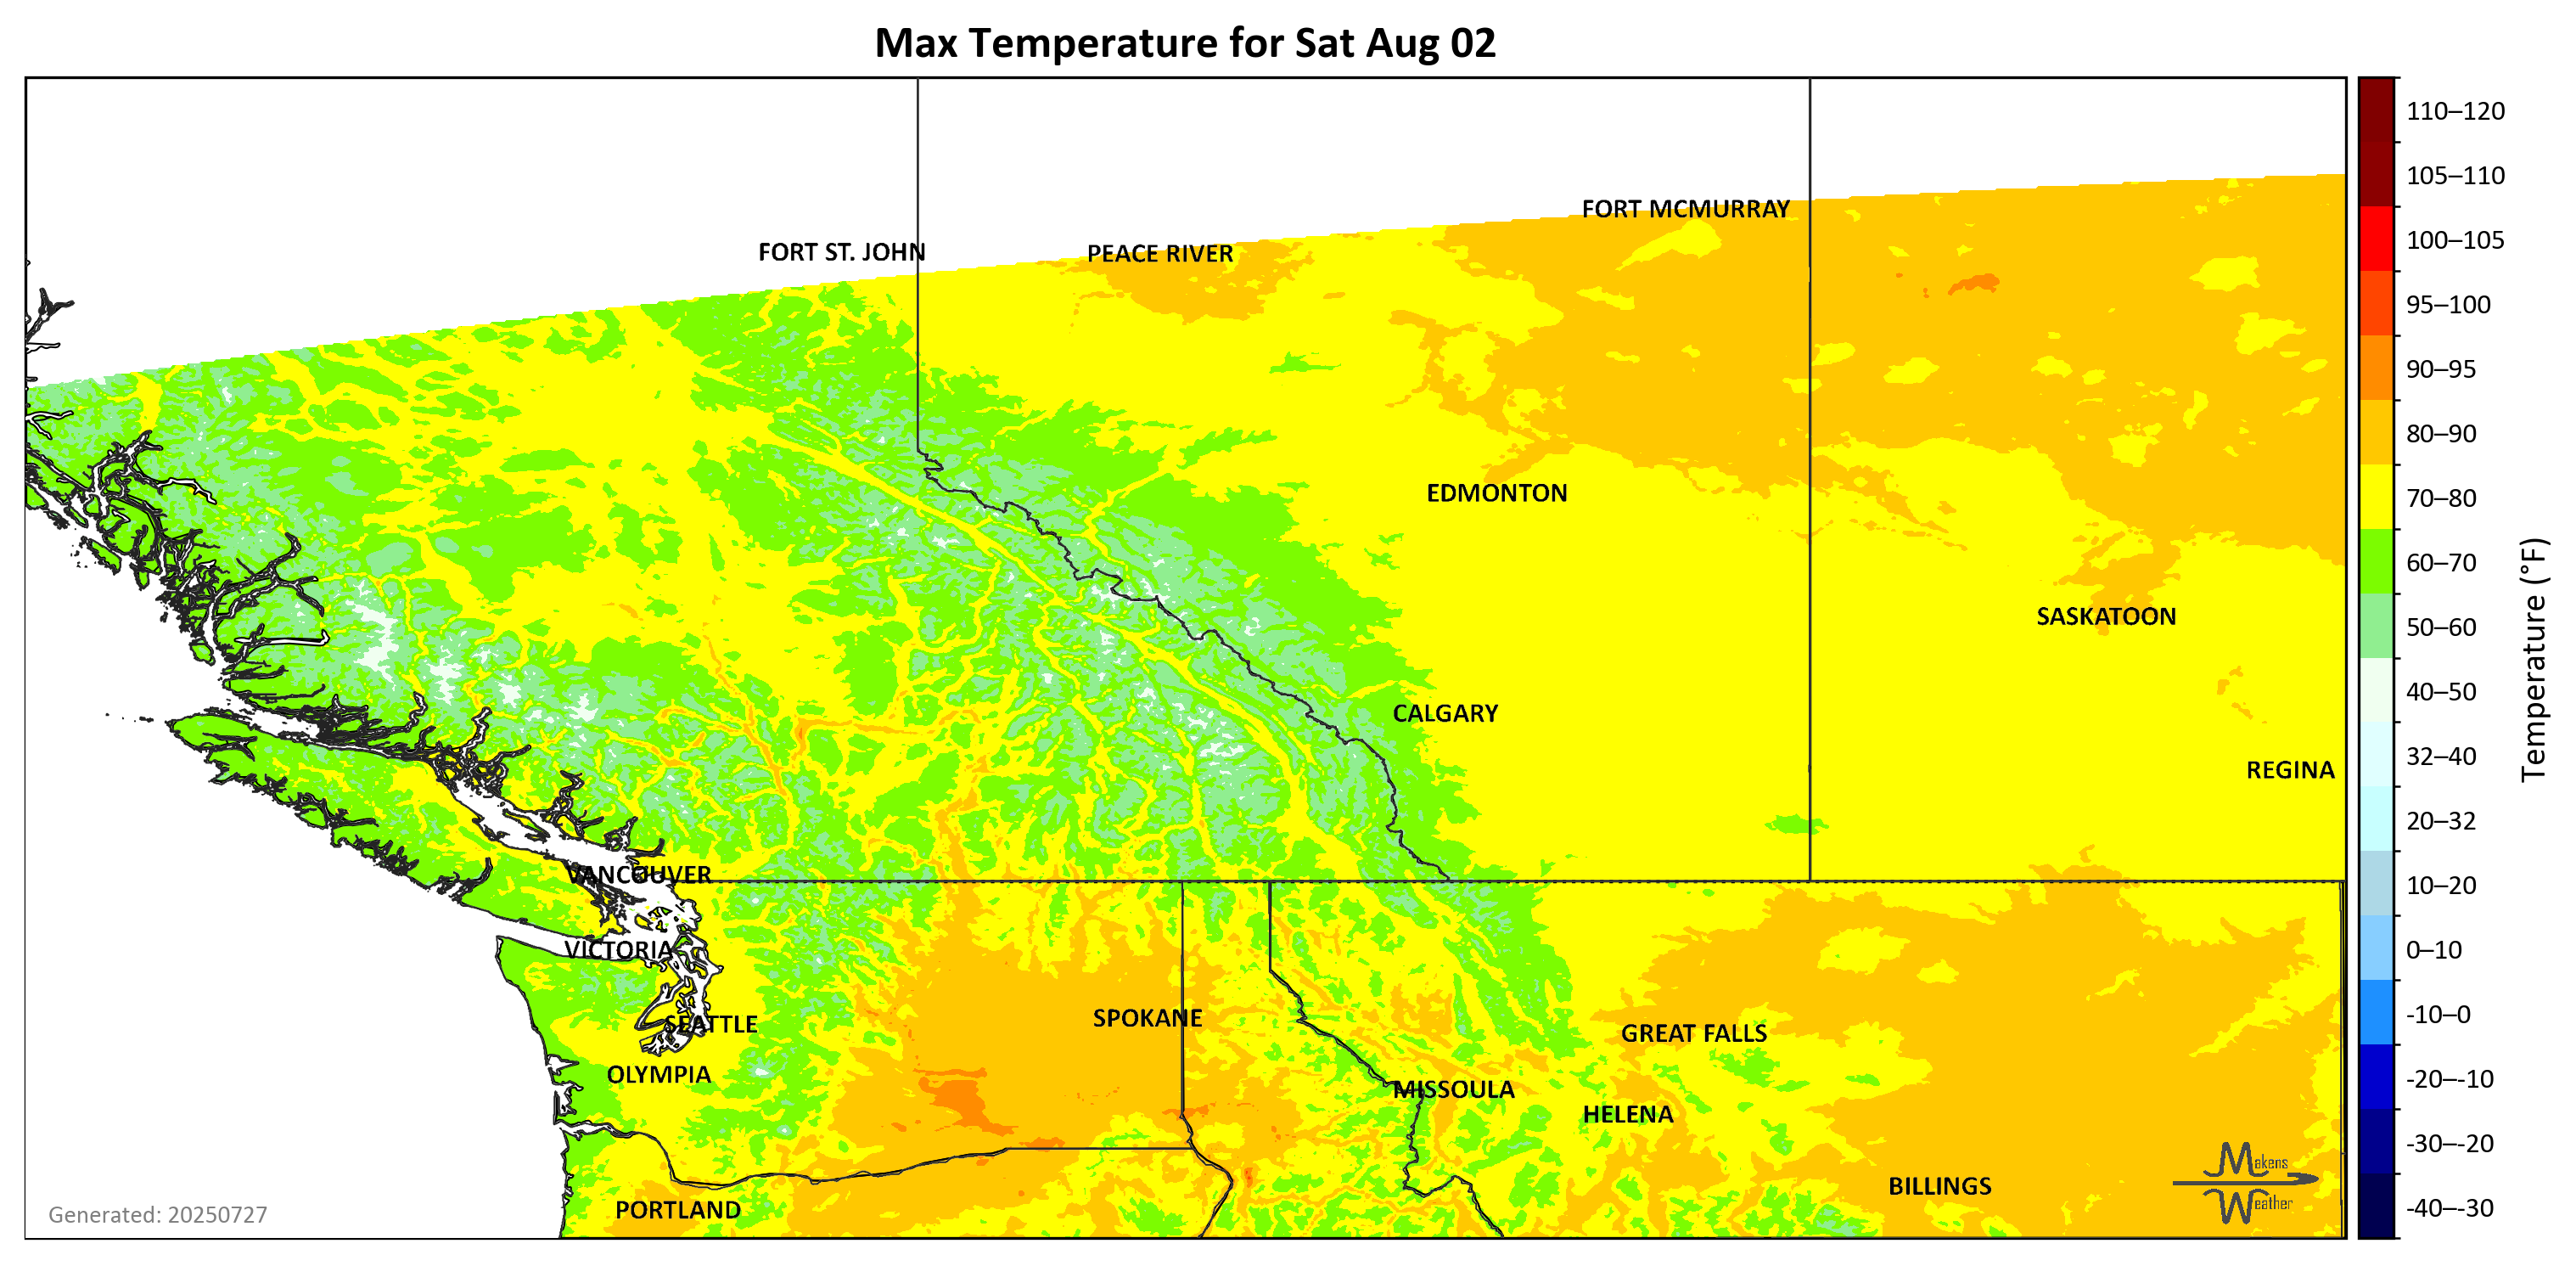 Max Temperature for Sat Aug 02
110–120
105–110
100–105
95–100
90–95
80–90
70–80
60–70
50–60
40–50
32–40
20–32
10–20
0–10
-10–0
-20–-10
-30–-20
-40–-30
Temperature (°F)
FORT MCMURRAY
FORT ST. JOHN
PEACE RIVER
EDMONTON
SASKATOON
CALGARY
REGINA
VANCOUVER
VICTORIA
SEATTLE
SPOKANE
GREAT FALLS
OLYMPIA
MISSOULA
HELENA
BILLINGS
PORTLAND
Makens
Weather
Generated: 20250727